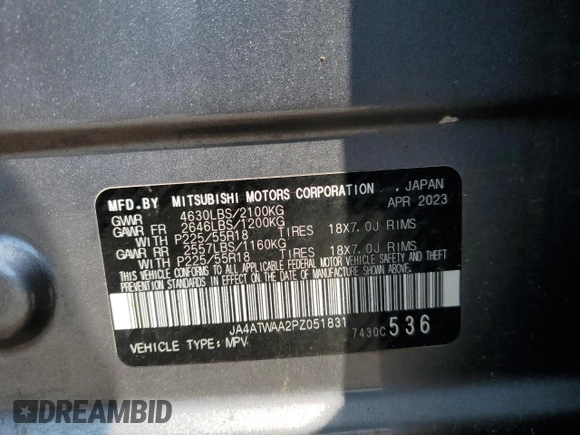 MFD.BY MITSUBISHI MOTORS CORPORATION , JAPAN
GVWR 4630LBS/2100KG APR 2023
GAWR FR 2646LBS/1200KG
WITH P225/55R18 TIRES 18X7.0J RIMS
GAWR RR 2557LBS/1160KG
WITH P225/55R18 TIRES 18X7.0J RIMS
THIS VEHICLE CONFORMS TO ALL APPLICABLE FEDERAL MOTOR VEHICLE SAFETY AND THEFT
PREVENTION STANDARDS IN EFFECT ON THE DATE OF MANUFACTURE SHOWN ABOVE.
JA4ATWAA2PZ051831
7430C 536
VEHICLE TYPE: MPV
DREAMBID